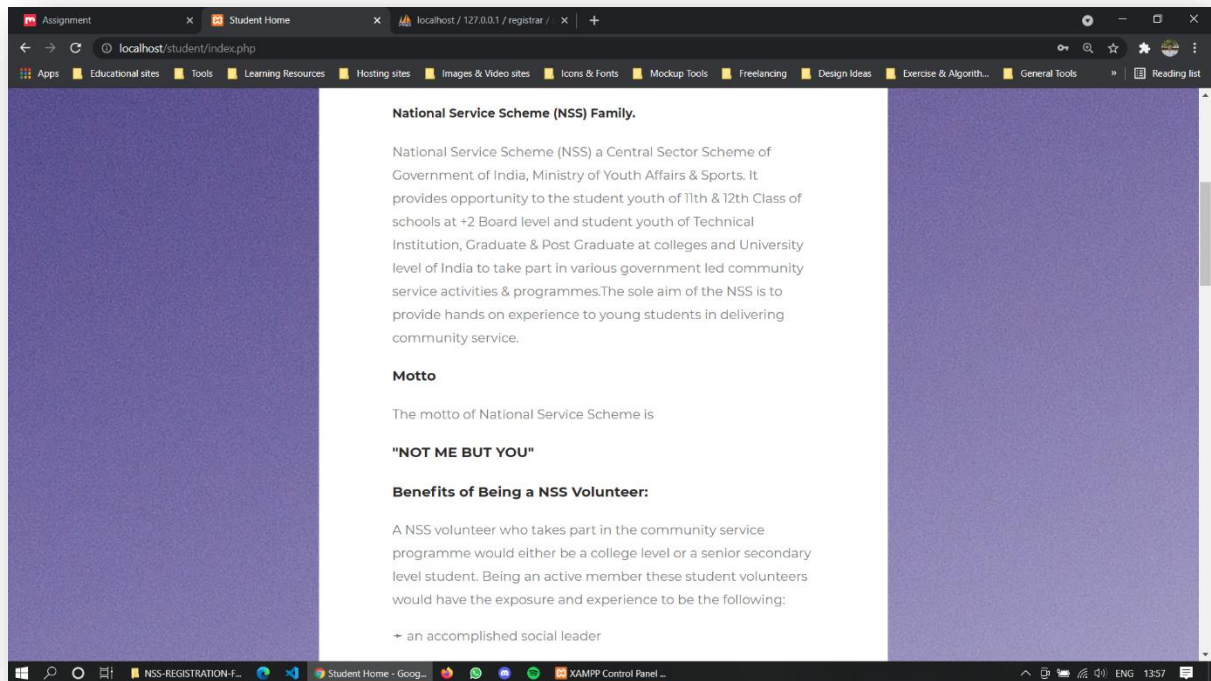 Assignment
Student Home
localhost / 127.0.0.1 / registrar /
localhost/student/index.php
Apps
Educational sites
Tools
Learning Resources
Hosting sites
Images & Video sites
Icons & Fonts
Mockup Tools
Freelancing
Design Ideas
Exercise & Algorith...
General Tools
»
Reading list
National Service Scheme (NSS) Family.
National Service Scheme (NSS) a Central Sector Scheme of
Government of India, Ministry of Youth Affairs & Sports. It
provides opportunity to the student youth of 11th & 12th Class of
schools at +2 Board level and student youth of Technical
Institution, Graduate & Post Graduate at colleges and University
level of India to take part in various government led community
service activities & programmes.The sole aim of the NSS is to
provide hands on experience to young students in delivering
community service.
Motto
The motto of National Service Scheme is
"NOT ME BUT YOU"
Benefits of Being a NSS Volunteer:
A NSS volunteer who takes part in the community service
programme would either be a college level or a senior secondary
level student. Being an active member these student volunteers
would have the exposure and experience to be the following:
an accomplished social leader
NSS-REGISTRATION-F...
Student Home - Goog...
XAMPP Control Panel ...
ENG
13:57